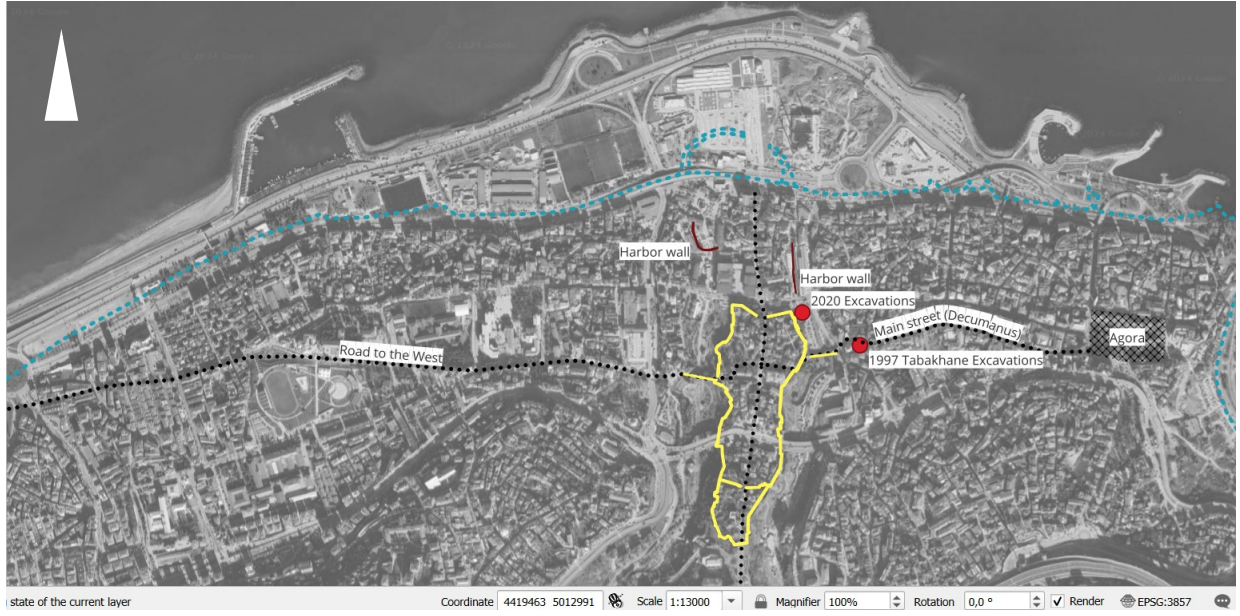 Harbor wall
Harbor wall
2020 Excavations
Main street (Decumanus)
Agora
Road to the West
1997 Tabakhane Excavations
state of the current layer
Coordinate 4419463 5012991
Scale 1:13000
Magnifier 100%
Rotation 0,0 °
Render
EPSG:3857